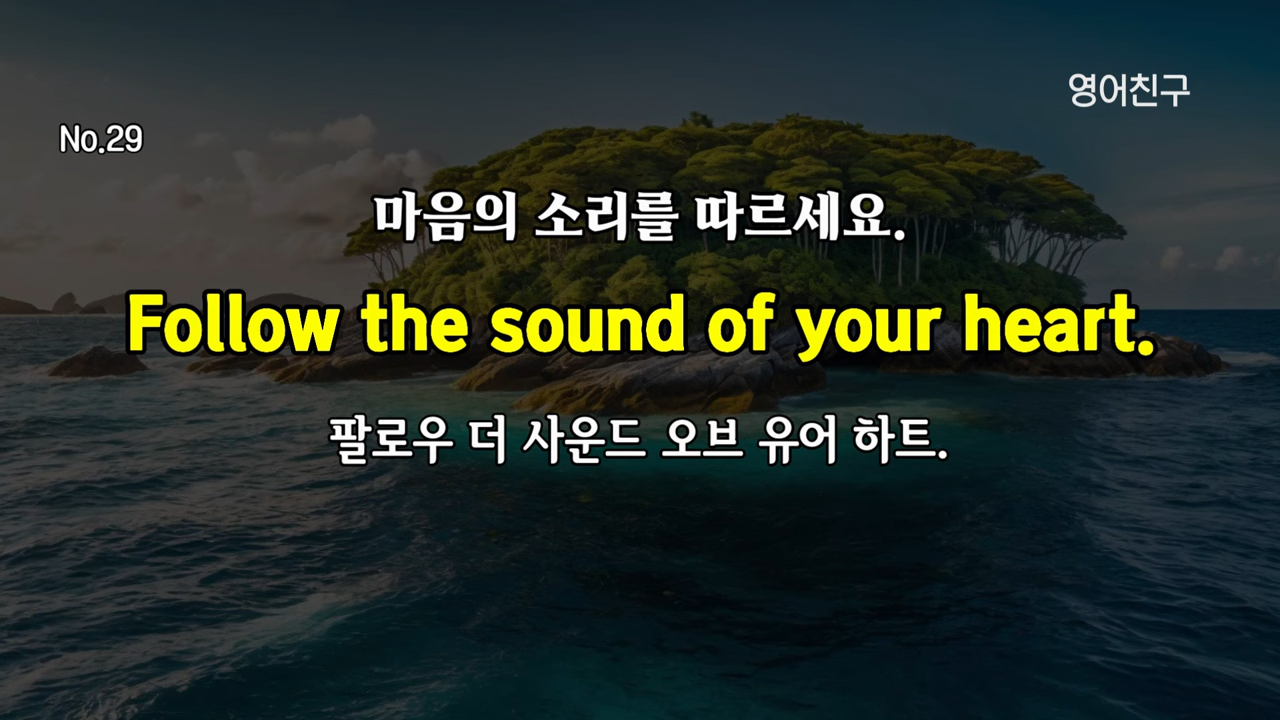 영어친구
No.29
마음의 소리를 따르세요.
Follow the sound of your heart.
팔로우 더 사운드 오브 유어 하트.